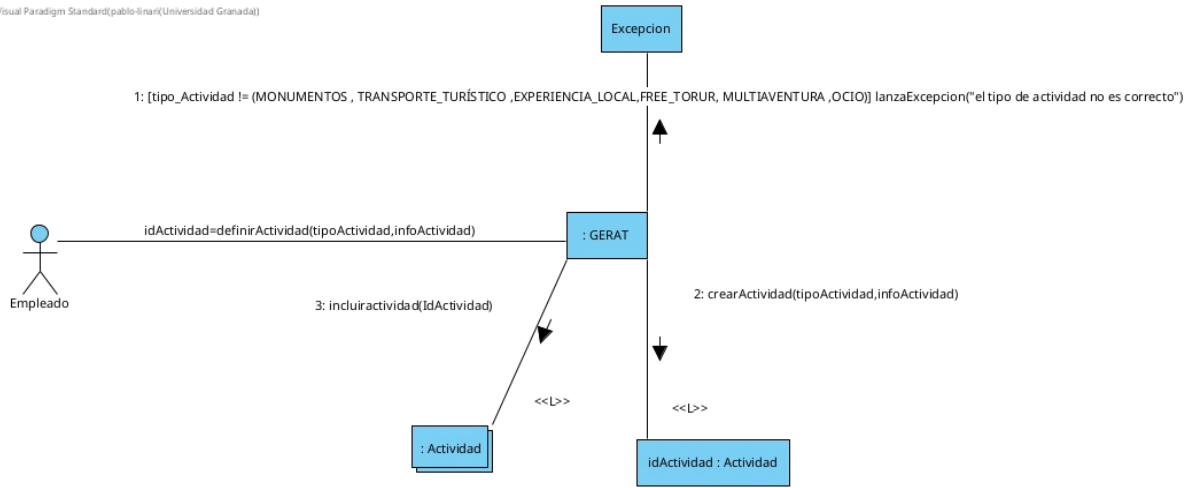 Visual Paradigm Standard(pablo-linari(Universidad Granada))
Excepcion
1: [tipo_Actividad != (MONUMENTOS , TRANSPORTE_TURÍSTICO ,EXPERIENCIA_LOCAL,FREE_TORUR, MULTIAVENTURA ,OCIO)] lanzaExcepcion("el tipo de actividad no es correcto")
idActividad=definirActividad(tipoActividad,infoActividad)
: GERAT
Empleado
3: incluiractividad(IdActividad)
2: crearActividad(tipoActividad,infoActividad)
<<L>>
<<L>>
: Actividad
idActividad : Actividad